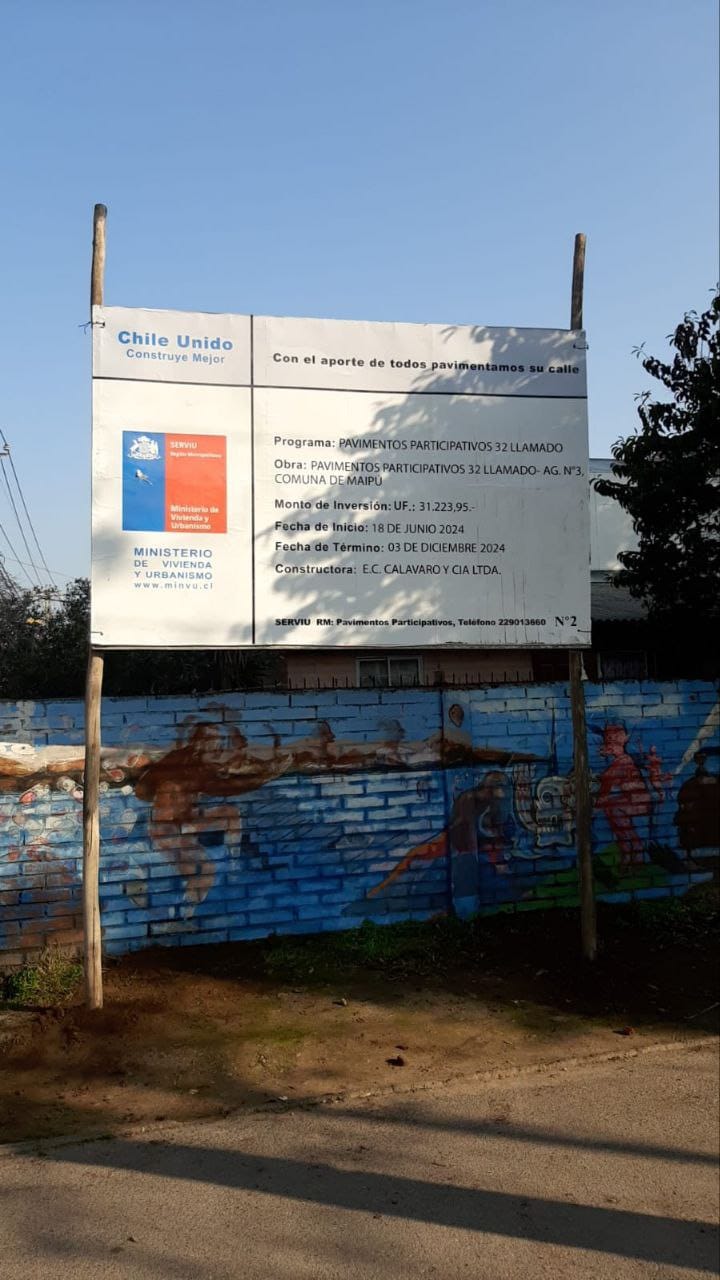 Chile Unido
Construye Mejor
Con el aporte de todos pavimentamos su calle
SERVIU
Región Metropolitana
Ministerio de
Vivienda y
Urbanismo
MINISTERIO
DE VIVIENDA
Y URBANISMO
www.minvu.cl
Programa: PAVIMENTOS PARTICIPATIVOS 32 LLAMADO
Obra: PAVIMENTOS PARTICIPATIVOS 32 LLAMADO- AG. N°3,
COMUNA DE MAIPÚ
Monto de Inversión: UF.: 31.223,95.-
Fecha de Inicio: 18 DE JUNIO 2024
Fecha de Término: 03 DE DICIEMBRE 2024
Constructora: E.C. CALAVARO Y CIA LTDA.
SERVIU RM: Pavimentos Participativos, Teléfono 229013660 N°2